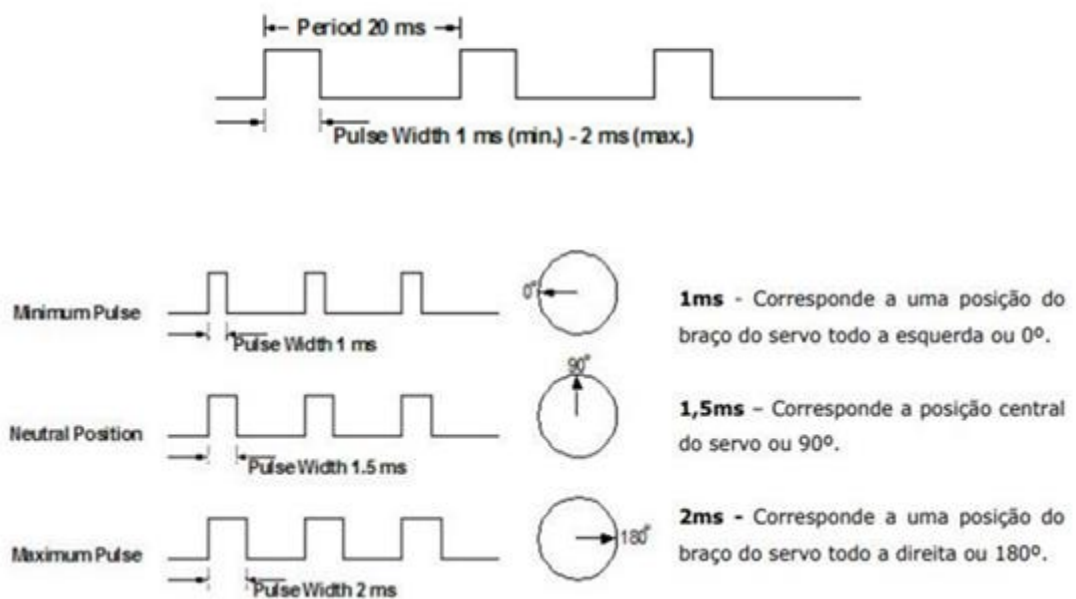 Period 20 ms
Pulse Width 1 ms (min.) - 2 ms (max.)
Minimum Pulse
Pulse Width 1 ms
0°
1ms - Corresponde a uma posição do
braço do servo todo a esquerda ou 0º.
Neutral Position
Pulse Width 1.5 ms
90°
1,5ms – Corresponde a posição central
do servo ou 90º.
Maximum Pulse
Pulse Width 2 ms
180°
2ms - Corresponde a uma posição do
braço do servo todo a direita ou 180º.